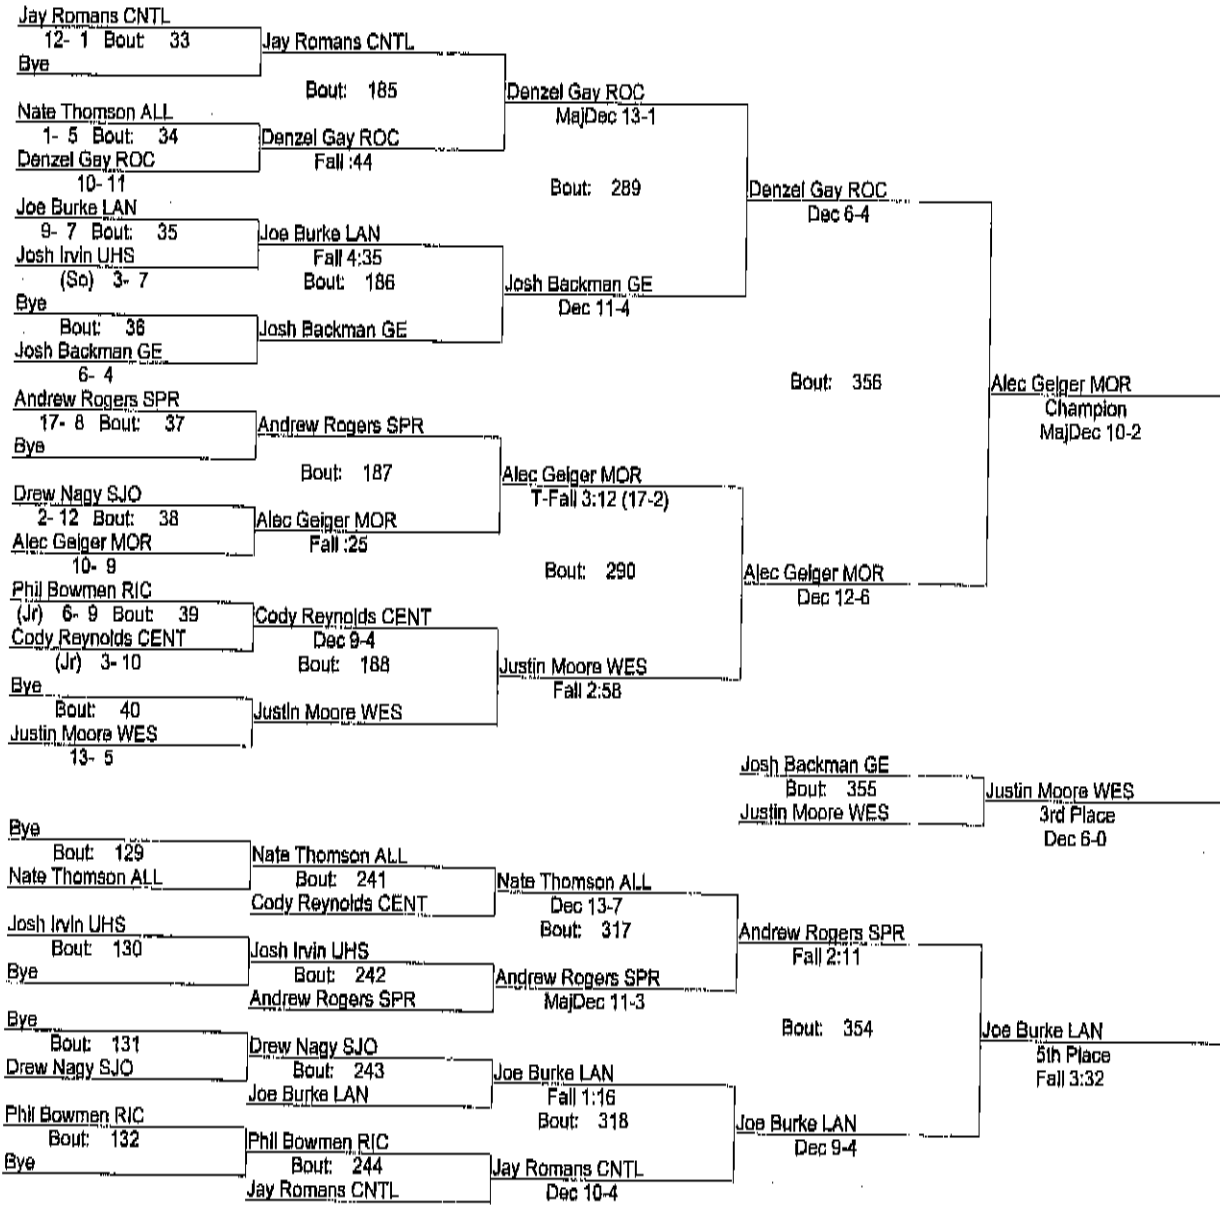 Jay Romans CNTL
12- 1 Bout: 33
Bye
Jay Romans CNTL
Bout: 185
Nate Thomson ALL
1- 5 Bout: 34
Denzel Gay ROC
10- 11
Denzel Gay ROC
Fall :44
Denzel Gay ROC
MajDec 13-1
Bout: 289
Joe Burke LAN
9- 7 Bout: 35
Josh Irvin UHS
(So) 3- 7
Joe Burke LAN
Fall 4:35
Bout: 186
Bye
Bout: 36
Josh Backman GE
6- 4
Josh Backman GE
Josh Backman GE
Dec 11-4
Denzel Gay ROC
Dec 6-4
Bout: 356
Andrew Rogers SPR
17- 8 Bout: 37
Bye
Andrew Rogers SPR
Bout: 187
Drew Nagy SJO
2- 12 Bout: 38
Alec Geiger MOR
10- 9
Alec Geiger MOR
Fall :25
Alec Geiger MOR
T-Fall 3:12 (17-2)
Bout: 290
Phil Bowmen RIC
(Jr) 6- 9 Bout: 39
Cody Reynolds CENT
(Jr) 3- 10
Cody Reynolds CENT
Dec 9-4
Bout: 188
Bye
Bout: 40
Justin Moore WES
13- 5
Justin Moore WES
Justin Moore WES
Fall 2:58
Alec Geiger MOR
Dec 12-6
Alec Geiger MOR
Champion
MajDec 10-2
Josh Backman GE
Bout: 355
Justin Moore WES
Justin Moore WES
3rd Place
Dec 6-0
Bye
Bout: 129
Nate Thomson ALL
Nate Thomson ALL
Bout: 241
Cody Reynolds CENT
Nate Thomson ALL
Dec 13-7
Bout: 317
Josh Irvin UHS
Bout: 130
Bye
Josh Irvin UHS
Bout: 242
Andrew Rogers SPR
Andrew Rogers SPR
MajDec 11-3
Andrew Rogers SPR
Fall 2:11
Bout: 354
Bye
Bout: 131
Drew Nagy SJO
Drew Nagy SJO
Bout: 243
Joe Burke LAN
Joe Burke LAN
Fall 1:16
Bout: 318
Phil Bowmen RIC
Bout: 132
Bye
Phil Bowmen RIC
Bout: 244
Jay Romans CNTL
Jay Romans CNTL
Dec 10-4
Joe Burke LAN
Dec 9-4
Joe Burke LAN
5th Place
Fall 3:32